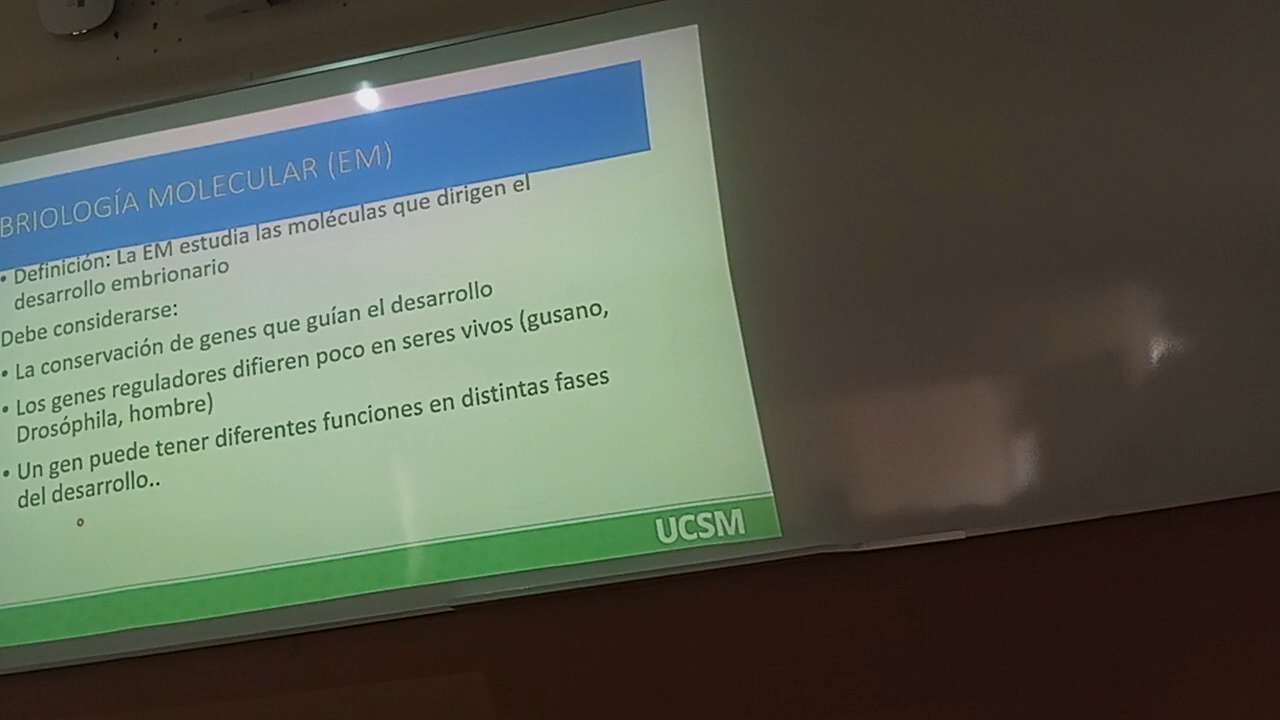 BRIOLOGÍA MOLECULAR (EM)
• Definición: La EM estudia las moléculas que dirigen el
desarrollo embrionario
Debe considerarse:
• La conservación de genes que guían el desarrollo
• Los genes reguladores difieren poco en seres vivos (gusano,
Drosóphila, hombre)
• Un gen puede tener diferentes funciones en distintas fases
del desarrollo..
UCSM